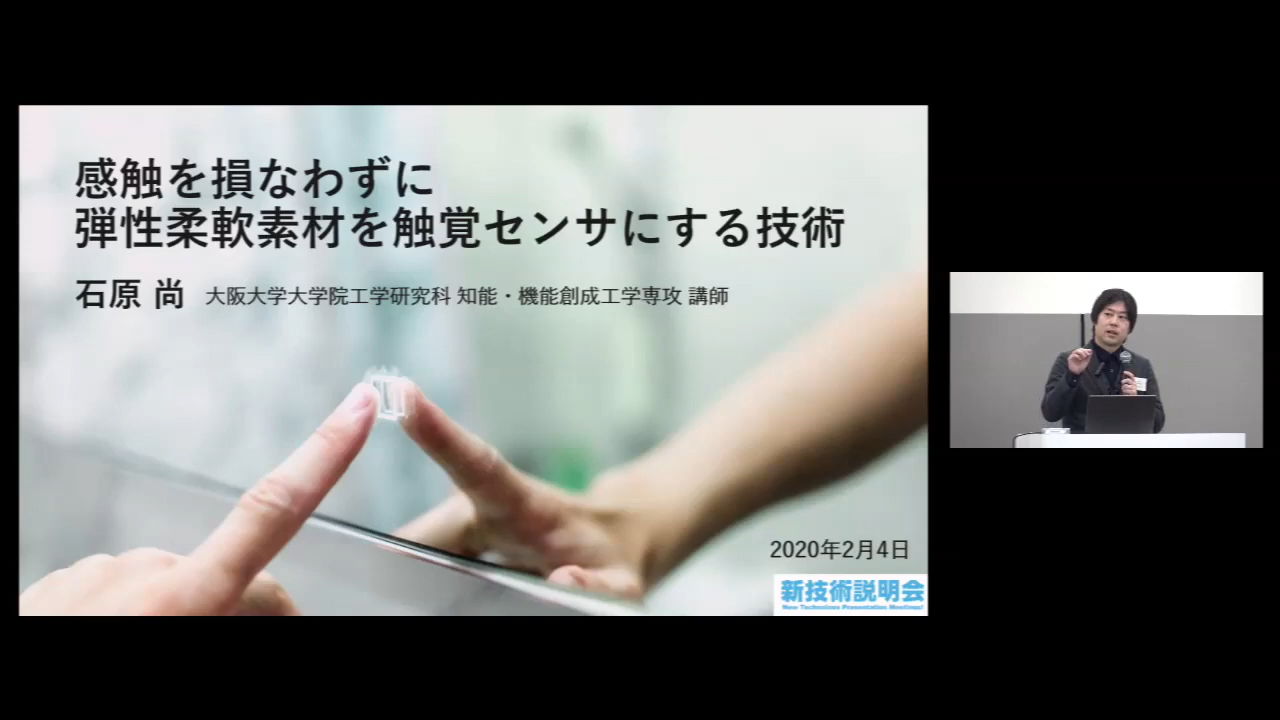 感触を損なわずに
弾性柔軟素材を触覚センサにする技術
石原 尚 大阪大学大学院工学研究科 知能・機能創成工学専攻 講師
2020年2月4日
新技術説明会
New Technology Presentation Meetings!